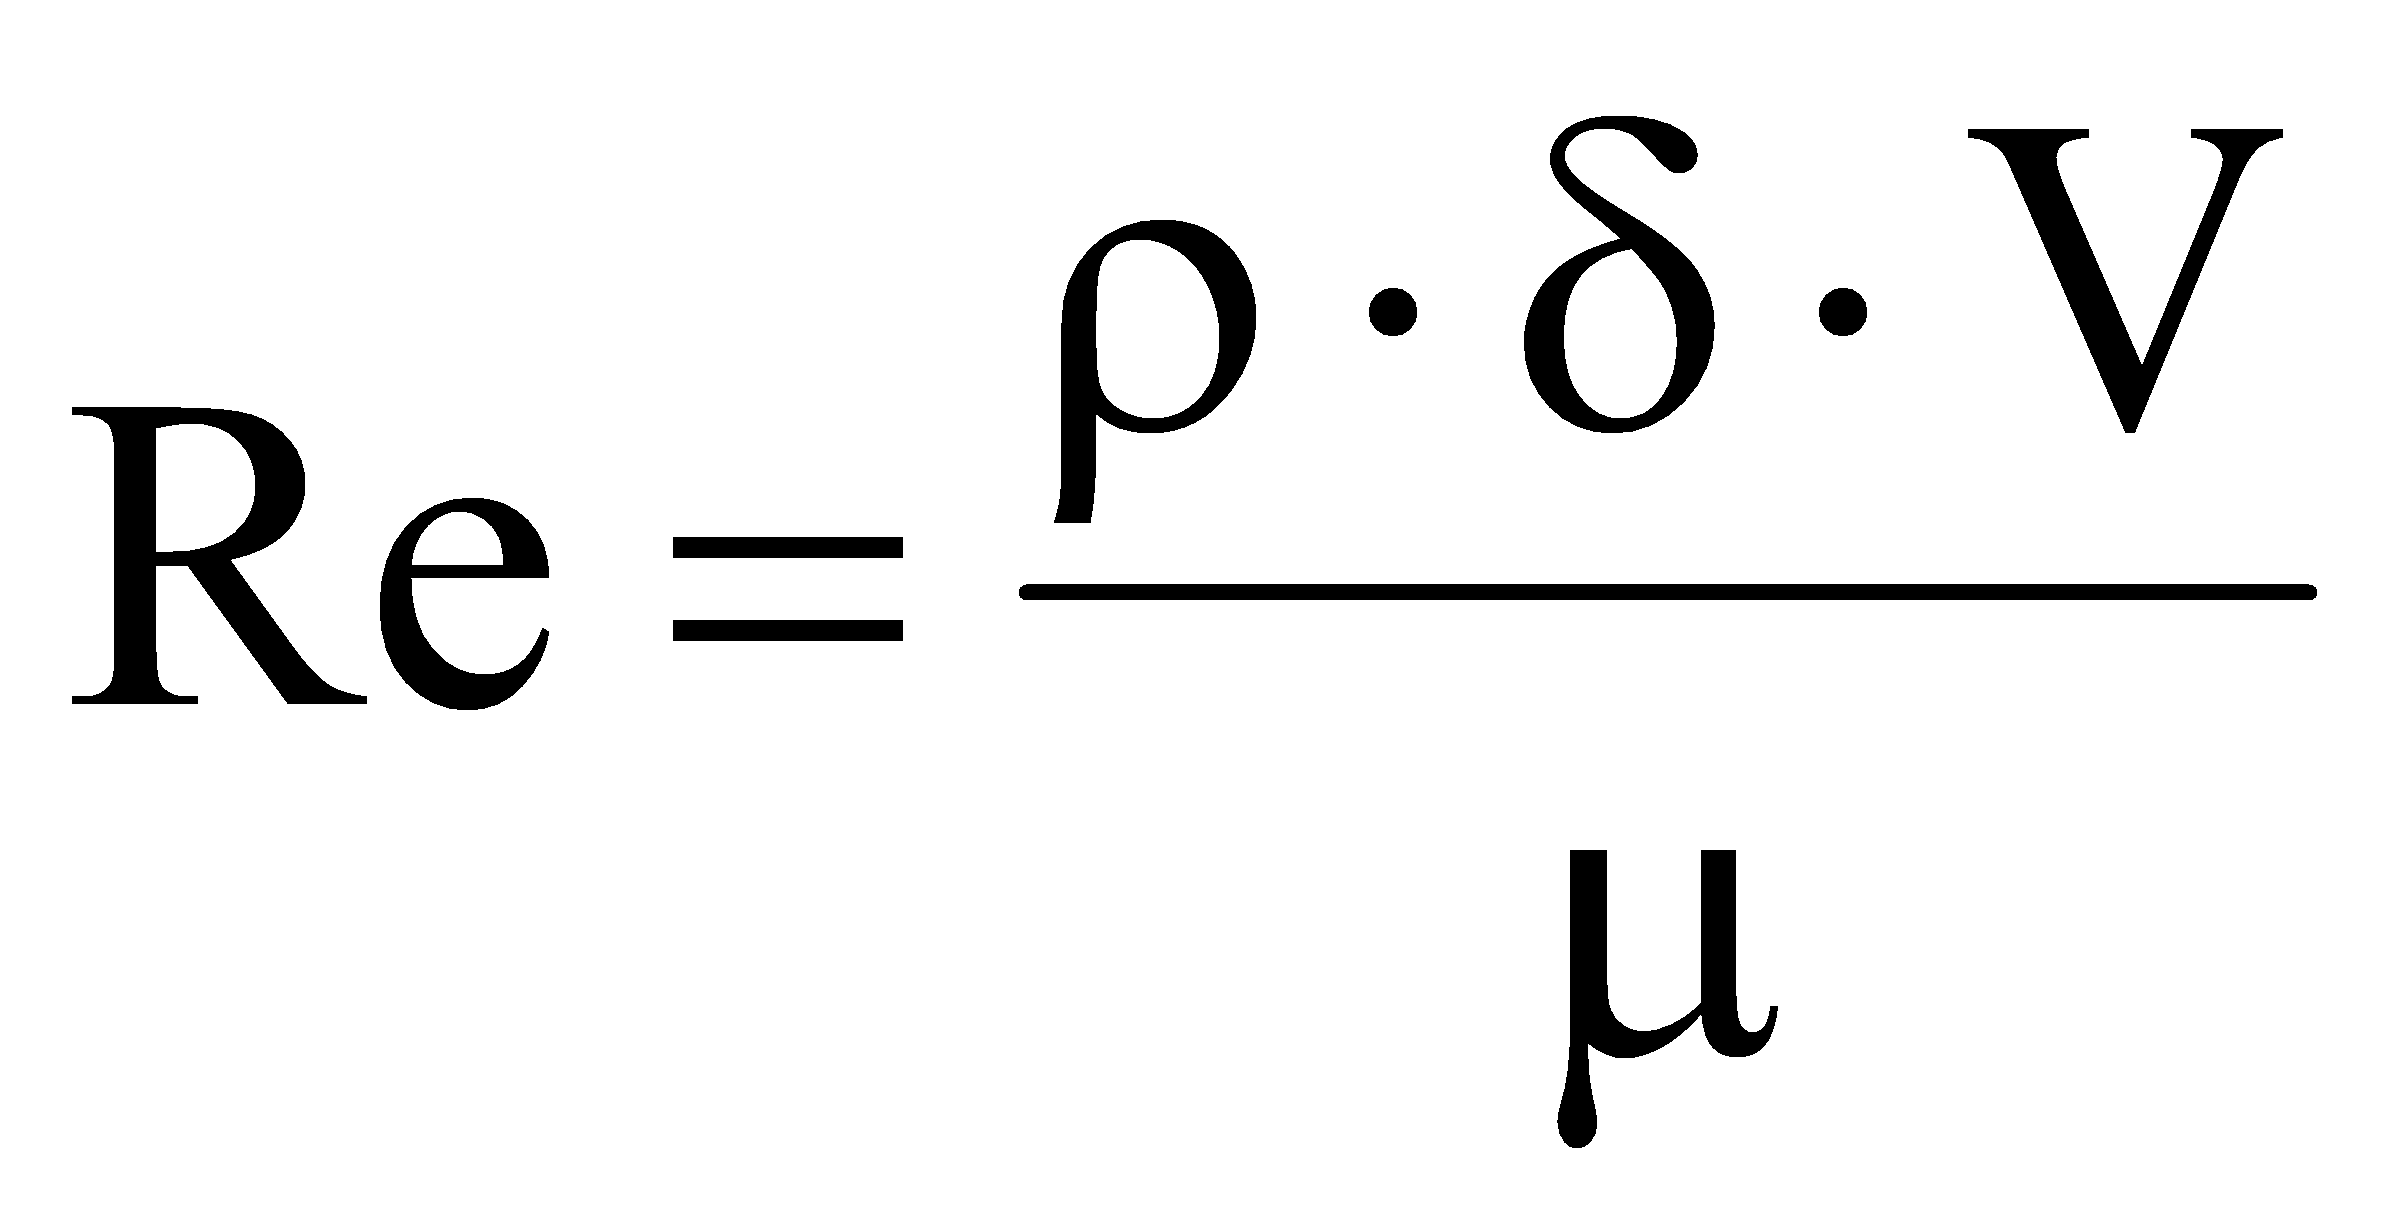 Re = ρ · δ · V / μ